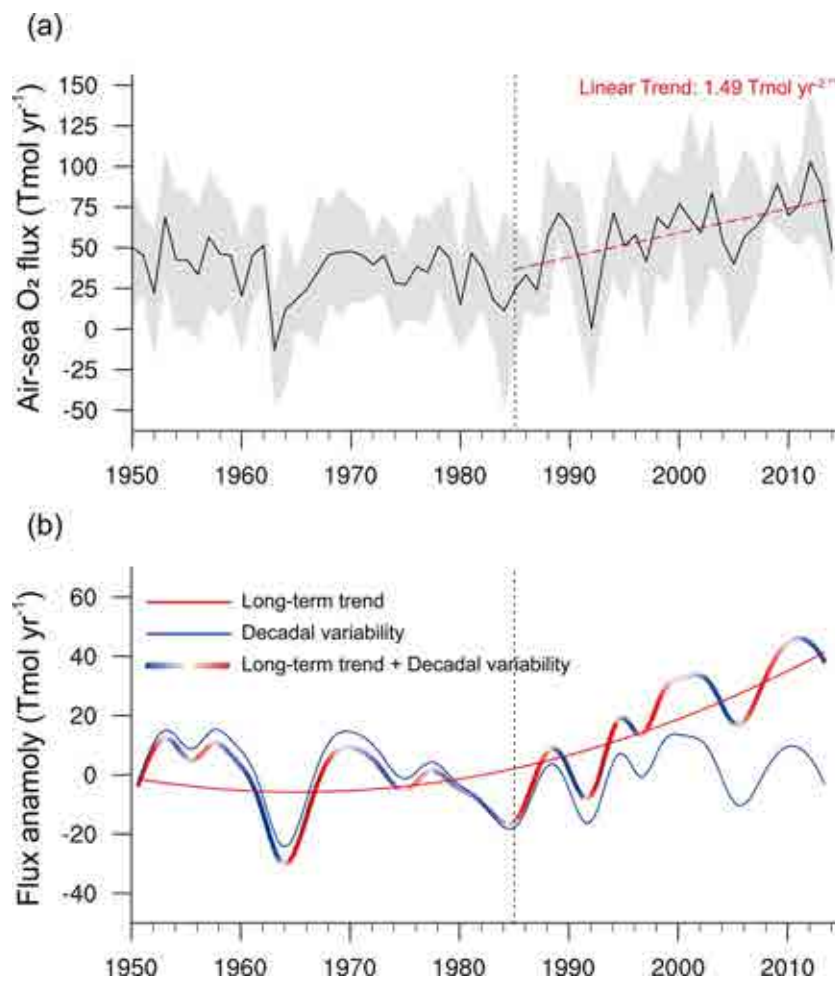 (a)
Linear Trend: 1.49 Tmol yr⁻²
Air-sea O₂ flux (Tmol yr⁻¹)
150
125
100
75
50
25
0
-25
-50
1950 1960 1970 1980 1990 2000 2010
(b)
Flux anamoly (Tmol yr⁻¹)
60
40
20
0
-20
-40
Long-term trend
Decadal variability
Long-term trend + Decadal variability
1950 1960 1970 1980 1990 2000 2010